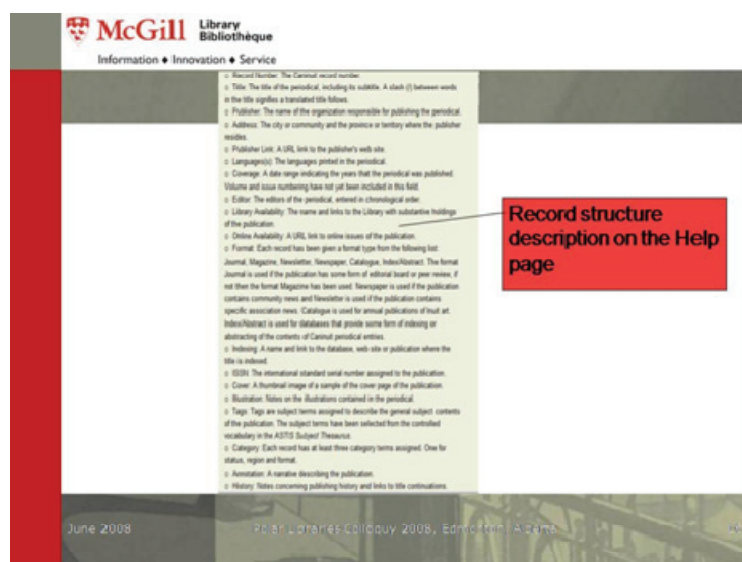 McGill Library
Bibliothèque
Information ♦ Innovation ♦ Service
o Record Number: The Caninuit record number.
o Title: The title of the periodical, including its subtitle. A slash (/) between words
in the title signifies a translated title follows.
o Publisher: The name of the organization responsible for publishing the periodical.
o Address: The city or community and the province or territory where the publisher
resides.
o Publisher Link: A URL link to the publisher's web site.
o Languages(s): The languages printed in the periodical.
o Coverage: A date range indicating the years that the periodical was published.
Volume and issue numbering have not yet been included in this field.
o Editor: The editors of the periodical, entered in chronological order.
o Library Availability: The name and links to the Library with substantive holdings
of the publication.
o Online Availability: A URL link to online issues of the publication.
o Format: Each record has been given a format type from the following list:
Journal, Magazine, Newsletter, Newspaper, Catalogue, Index/Abstract. The format
Journal is used if the publication has some form of editorial board or peer review, if
not then the format Magazine has been used. Newspaper is used if the publication
contains community news and Newsletter is used if the publication contains
specific association news. Catalogue is used for annual publications of Inuit art.
Index/Abstract is used for databases that provide some form of indexing or
abstracting of the contents of Caninuit periodical entries.
o Indexing: A name and link to the database, web-site or publication where the
title is indexed.
o ISSN: The international standard serial number assigned to the publication.
o Cover: A thumbnail image of a sample of the cover page of the publication.
o Illustration: Notes on the illustrations contained in the periodical.
o Tags: Tags are subject terms assigned to describe the general subject contents
of the publication. The subject terms have been selected from the controlled
vocabulary in the ASTIS Subject Thesaurus.
o Category: Each record has at least three category terms assigned. One for
status, region and format.
o Annotation: A narrative describing the publication.
o History: Notes concerning publishing history and links to title continuations.
Record structure
description on the Help
page
June 2008
Polar Libraries Colloquy 2008, Edmonton, Alberta